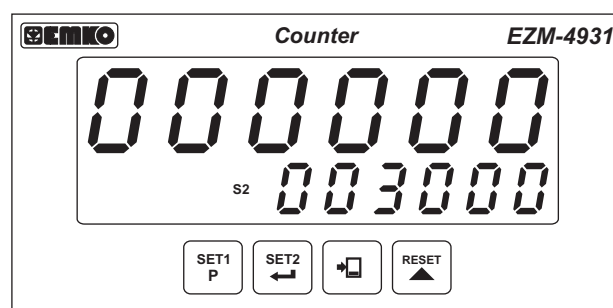 EMKO Counter EZM-4931
000000
S2 003000
SET1 SET2 RESET
P